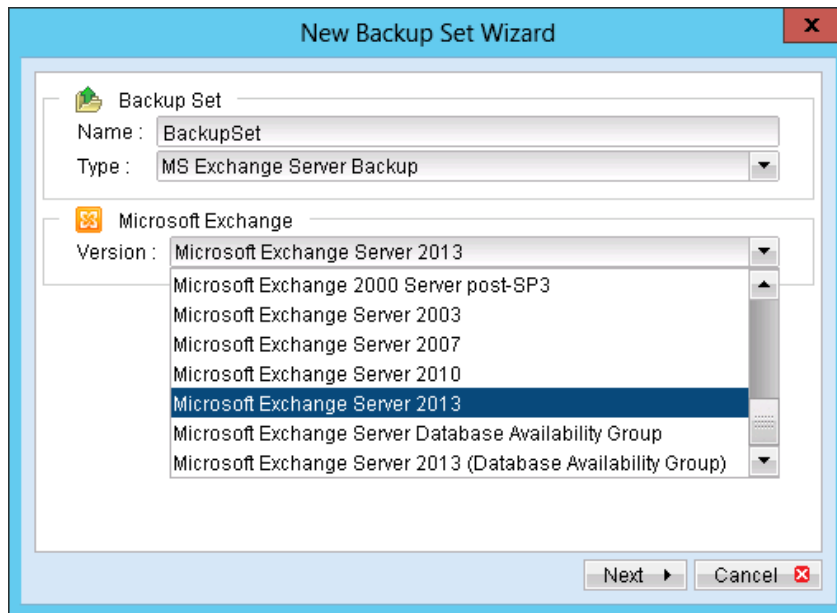 New Backup Set Wizard
x
Backup Set
Name : BackupSet
Type : MS Exchange Server Backup
Microsoft Exchange
Version : Microsoft Exchange Server 2013
Microsoft Exchange 2000 Server post-SP3
Microsoft Exchange Server 2003
Microsoft Exchange Server 2007
Microsoft Exchange Server 2010
Microsoft Exchange Server 2013
Microsoft Exchange Server Database Availability Group
Microsoft Exchange Server 2013 (Database Availability Group)
Next Cancel